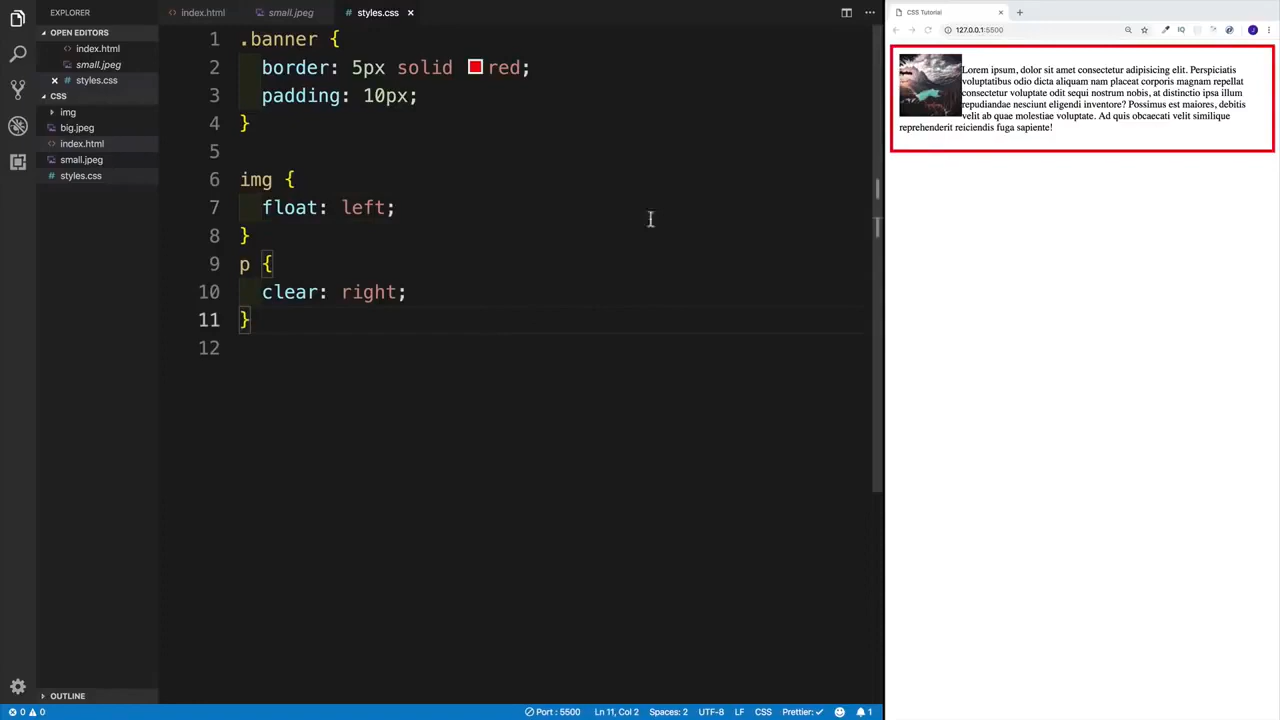 EXPLORER
OPEN EDITORS
index.html
small.jpeg
styles.css
CSS
img
big.jpeg
index.html
small.jpeg
styles.css
OUTLINE
index.html
small.jpeg
styles.css
1 .banner {
2 border: 5px solid red;
3 padding: 10px;
4 }
5
6 img {
7 float: left;
8 }
9 p {
10 clear: right;
11 }
12
0 0
Port : 5500
Ln 11, Col 2
Spaces: 2
UTF-8
LF
CSS
Prettier: ✓
1
CSS Tutorial
127.0.0.1:5500
IQ
J
Lorem ipsum, dolor sit amet consectetur adipisicing elit. Perspiciatis
voluptatibus odio dicta aliquam nam placeat corporis magnam repellat
consectetur voluptate odit sequi nostrum nobis, at distinctio ipsa illum
repudiandae nesciunt eligendi inventore? Possimus est maiores, debitis
velit ab quae molestiae voluptate. Ad quis obcaecati velit similique
reprehenderit reiciendis fuga sapiente!